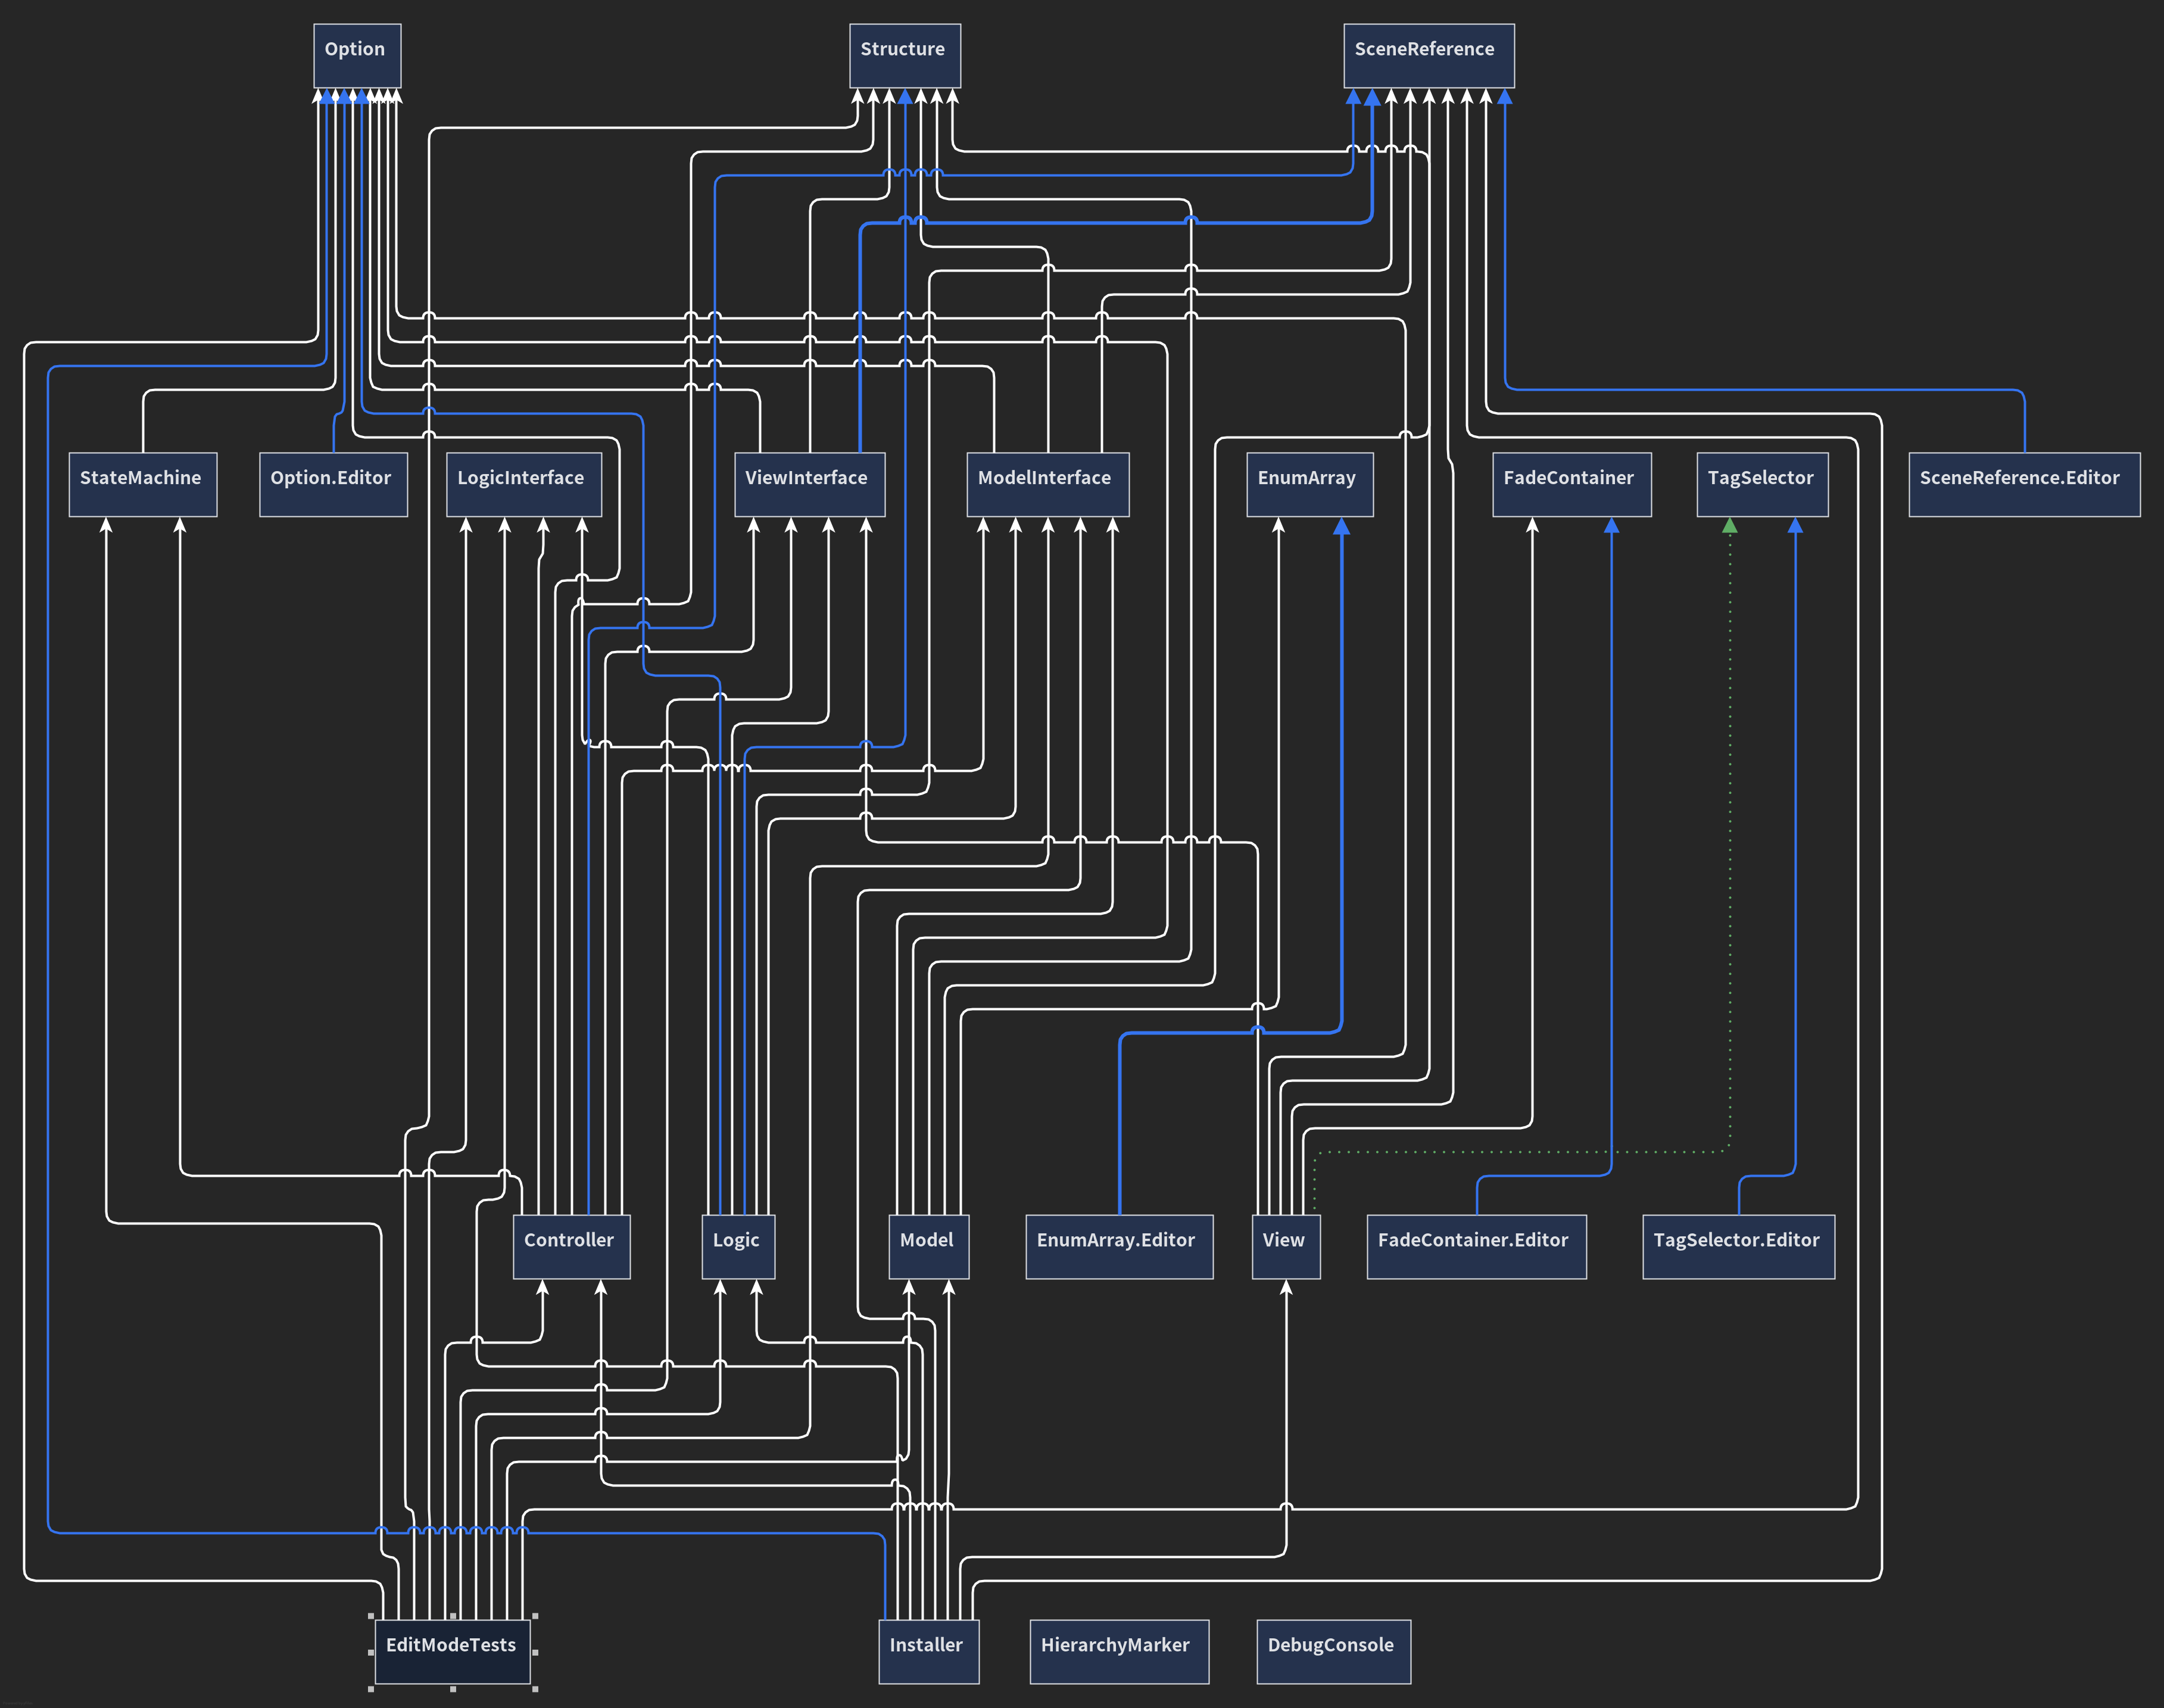 Option
Structure
SceneReference
StateMachine
Option.Editor
LogicInterface
ViewInterface
ModelInterface
EnumArray
FadeContainer
TagSelector
SceneReference.Editor
Controller
Logic
Model
EnumArray.Editor
View
FadeContainer.Editor
TagSelector.Editor
EditModeTests
Installer
HierarchyMarker
DebugConsole